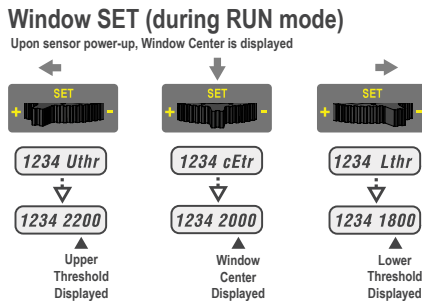 Window SET (during RUN mode)
Upon sensor power-up, Window Center is displayed
SET SET SET
+ - + - + -
1234 Uthr 1234 cEtr 1234 Lthr
1234 2200 1234 2000 1234 1800
Upper Window Lower
Threshold Center Threshold
Displayed Displayed Displayed